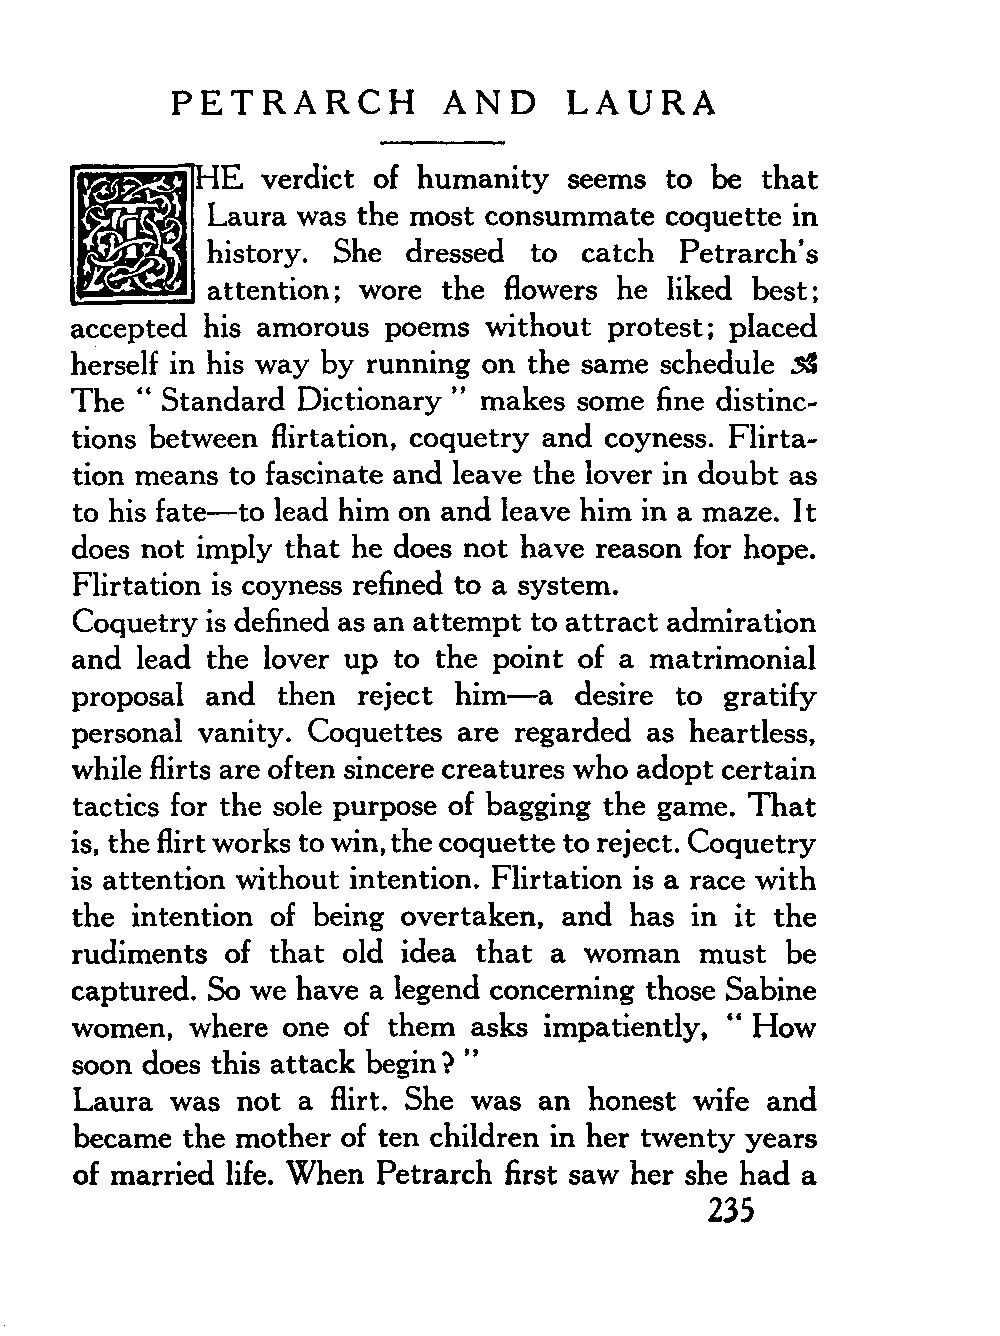 PETRARCH AND LAURA
THE verdict of humanity seems to be that
Laura was the most consummate coquette in
history. She dressed to catch Petrarch's
attention; wore the flowers he liked best;
accepted his amorous poems without protest; placed
herself in his way by running on the same schedule
The “ Standard Dictionary ” makes some fine distinc-
tions between flirtation, coquetry and coyness. Flirta-
tion means to fascinate and leave the lover in doubt as
to his fate—to lead him on and leave him in a maze. It
does not imply that he does not have reason for hope.
Flirtation is coyness refined to a system.
Coquetry is defined as an attempt to attract admiration
and lead the lover up to the point of a matrimonial
proposal and then reject him—a desire to gratify
personal vanity. Coquettes are regarded as heartless,
while flirts are often sincere creatures who adopt certain
tactics for the sole purpose of bagging the game. That
is, the flirt works to win, the coquette to reject. Coquetry
is attention without intention. Flirtation is a race with
the intention of being overtaken, and has in it the
rudiments of that old idea that a woman must be
captured. So we have a legend concerning those Sabine
women, where one of them asks impatiently, “ How
soon does this attack begin? ”
Laura was not a flirt. She was an honest wife and
became the mother of ten children in her twenty years
of married life. When Petrarch first saw her she had a
235